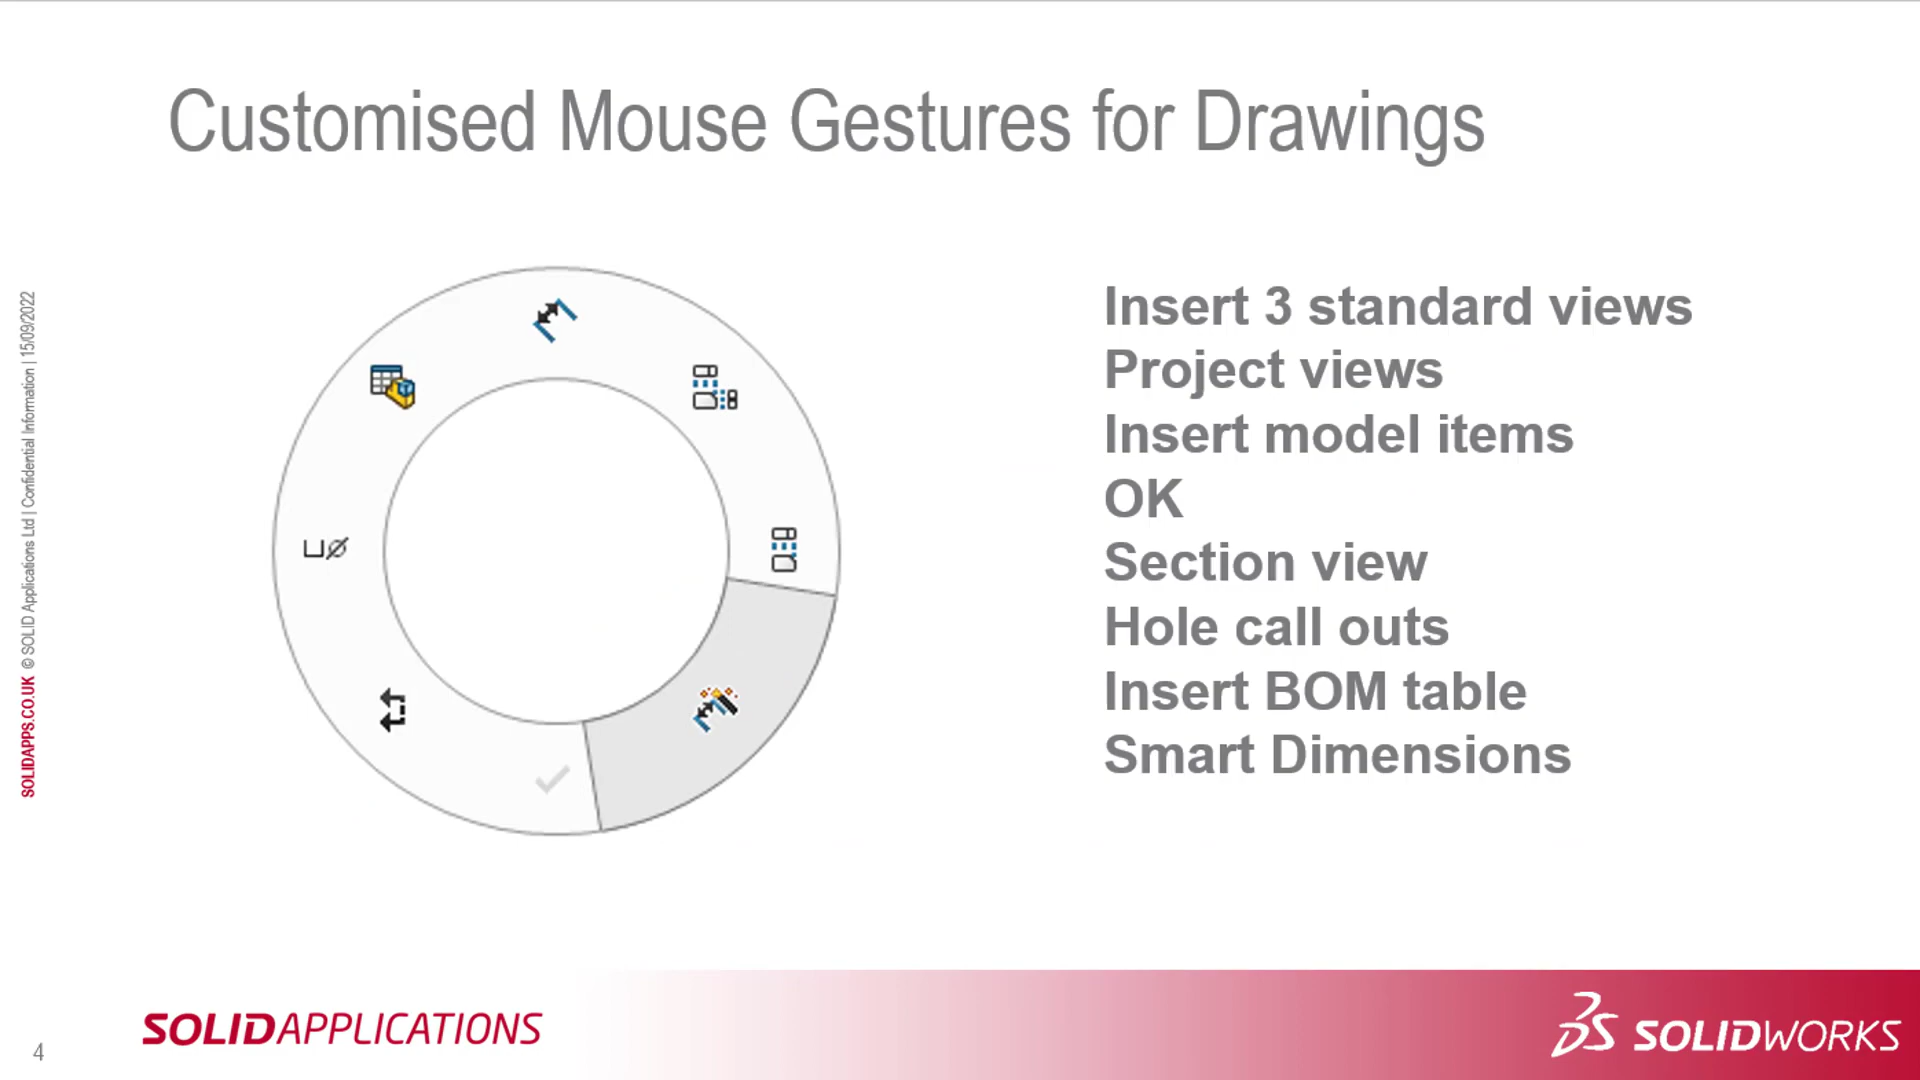 Customised Mouse Gestures for Drawings
Insert 3 standard views
Project views
Insert model items
OK
Section view
Hole call outs
Insert BOM table
Smart Dimensions
SOLIDAPPS.CO.UK © SOLID Applications Ltd | Confidential Information | 15/09/2022
4
SOLIDAPPLICATIONS
SOLIDWORKS